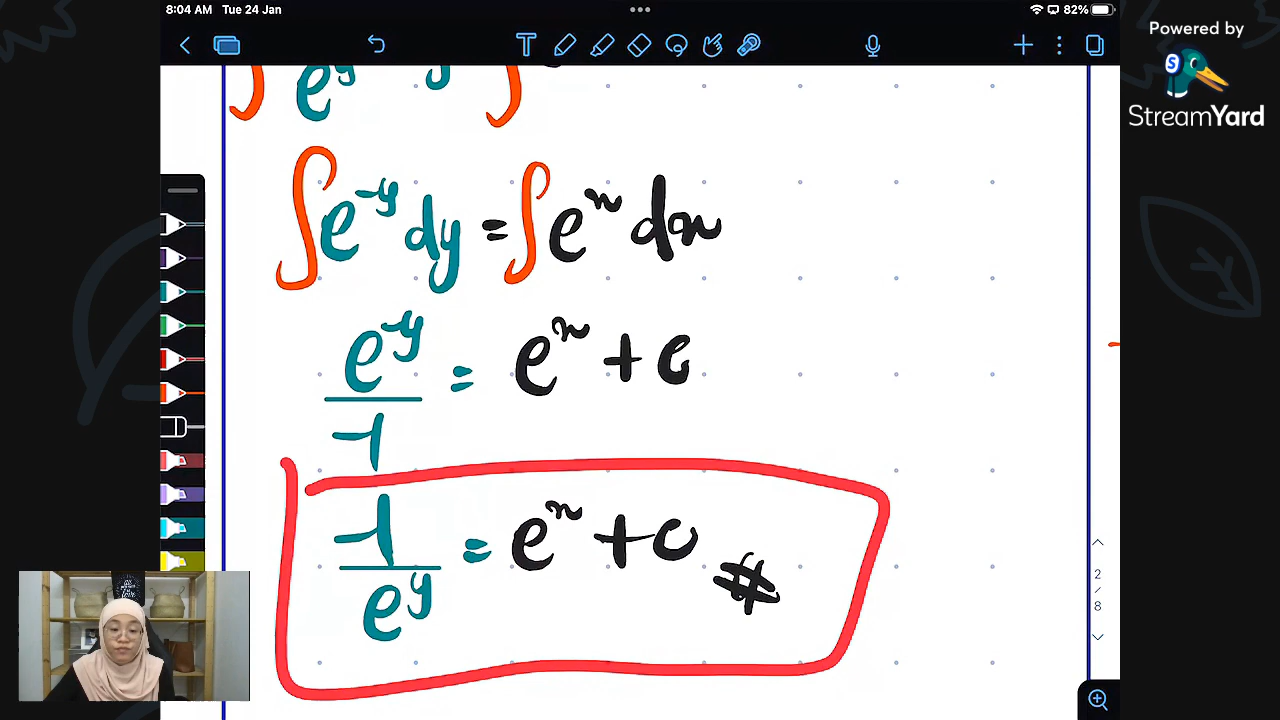 8:04 AM Tue 24 Jan
82%
Powered by
StreamYard
∫ e^-y dy = ∫ e^x dx
e^-y / -1 = e^x + c
-1 / e^y = e^x + c #
2 / 8